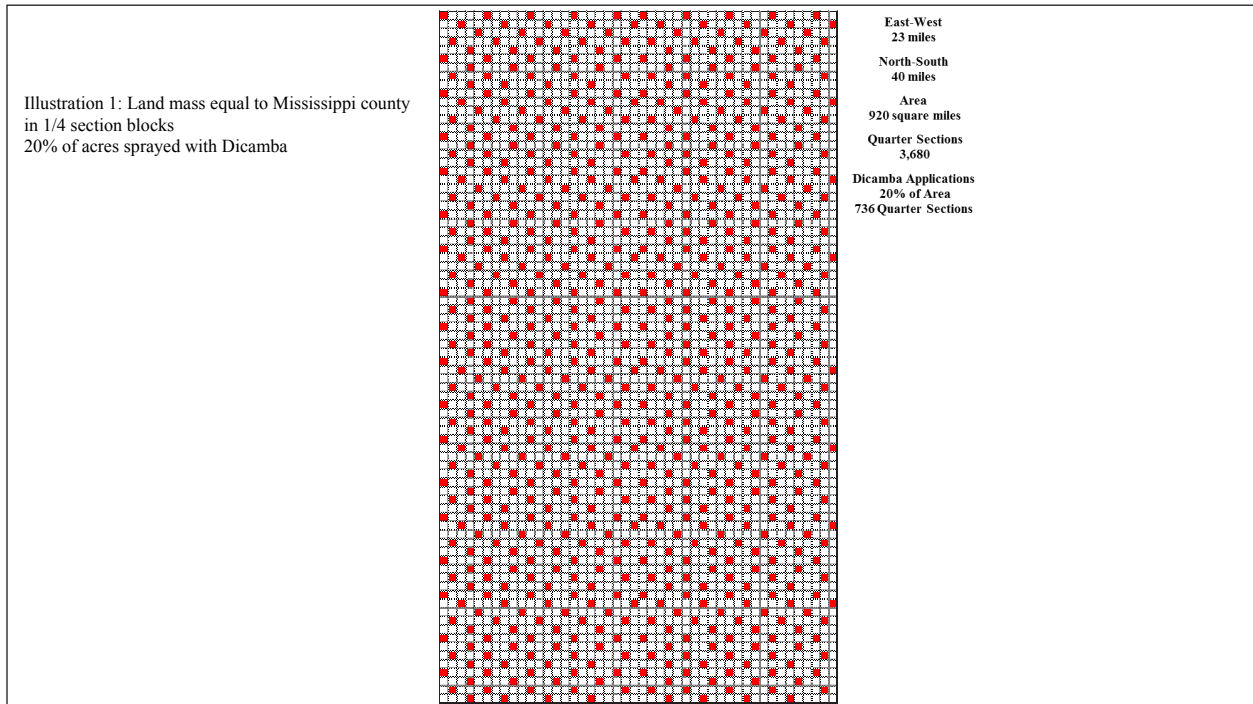 Illustration 1: Land mass equal to Mississippi county
in 1/4 section blocks
20% of acres sprayed with Dicamba
East-West
23 miles
North-South
40 miles
Area
920 square miles
Quarter Sections
3,680
Dicamba Applications
20% of Area
736 Quarter Sections